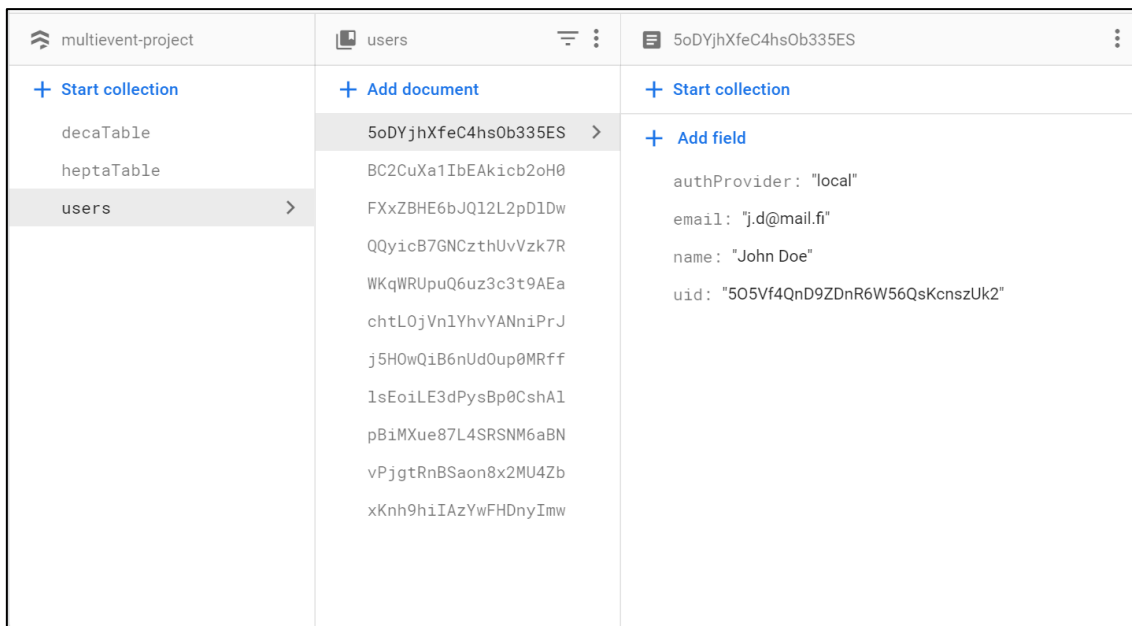 multievent-project
Start collection
decaTable
heptaTable
users
users
Add document
5oDYjhXfeC4hsOb335ES
BC2CuXa1IbEAkicb2oH0
FXxZBHE6bJQl2L2pDlDw
QQyicB7GNCzthUvVzk7R
WKqWRUpuQ6uz3c3t9AEa
chtLOjVnlYhvYANniPrJ
j5HOwQiB6nUdOup0MRff
lsEoiLE3dPysBp0CshAl
pBiMXue87L4SRSNM6aBN
vPjgtRnBSaon8x2MU4Zb
xKnh9hiIAzYwFHDnyImw
5oDYjhXfeC4hsOb335ES
Start collection
Add field
authProvider: "local"
email: "j.d@mail.fi"
name: "John Doe"
uid: "5O5Vf4QnD9ZDnR6W56QsKcnszUk2"